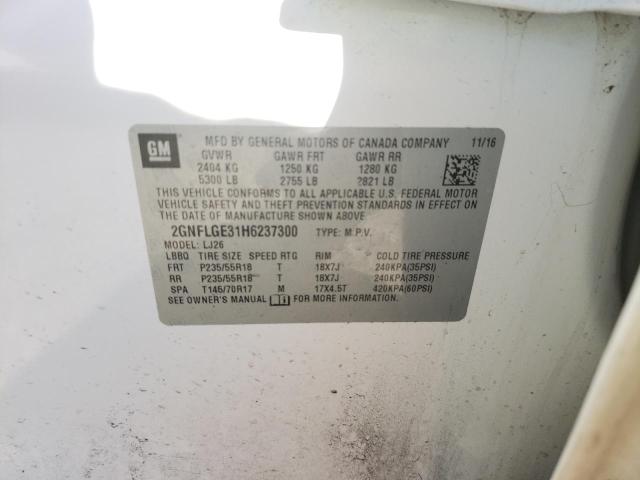 GM
MFD BY GENERAL MOTORS OF CANADA COMPANY 11/16
GVWR GAWR FRT GAWR RR
2404 KG 1250 KG 1280 KG
5300 LB 2755 LB 2821 LB
THIS VEHICLE CONFORMS TO ALL APPLICABLE U.S. FEDERAL MOTOR
VEHICLE SAFETY AND THEFT PREVENTION STANDARDS IN EFFECT ON
THE DATE OF MANUFACTURE SHOWN ABOVE.
2GNFLGE31H6237300 TYPE: M.P.V.
MODEL: LJ26
LBBQ TIRE SIZE SPEED RTG RIM COLD TIRE PRESSURE
FRT P235/55R18 T 18X7J 240KPA(35PSI)
RR P235/55R18 T 18X7J 240KPA(35PSI)
SPA T145/70R17 M 17X4.5T 420KPA(60PSI)
SEE OWNER'S MANUAL FOR MORE INFORMATION